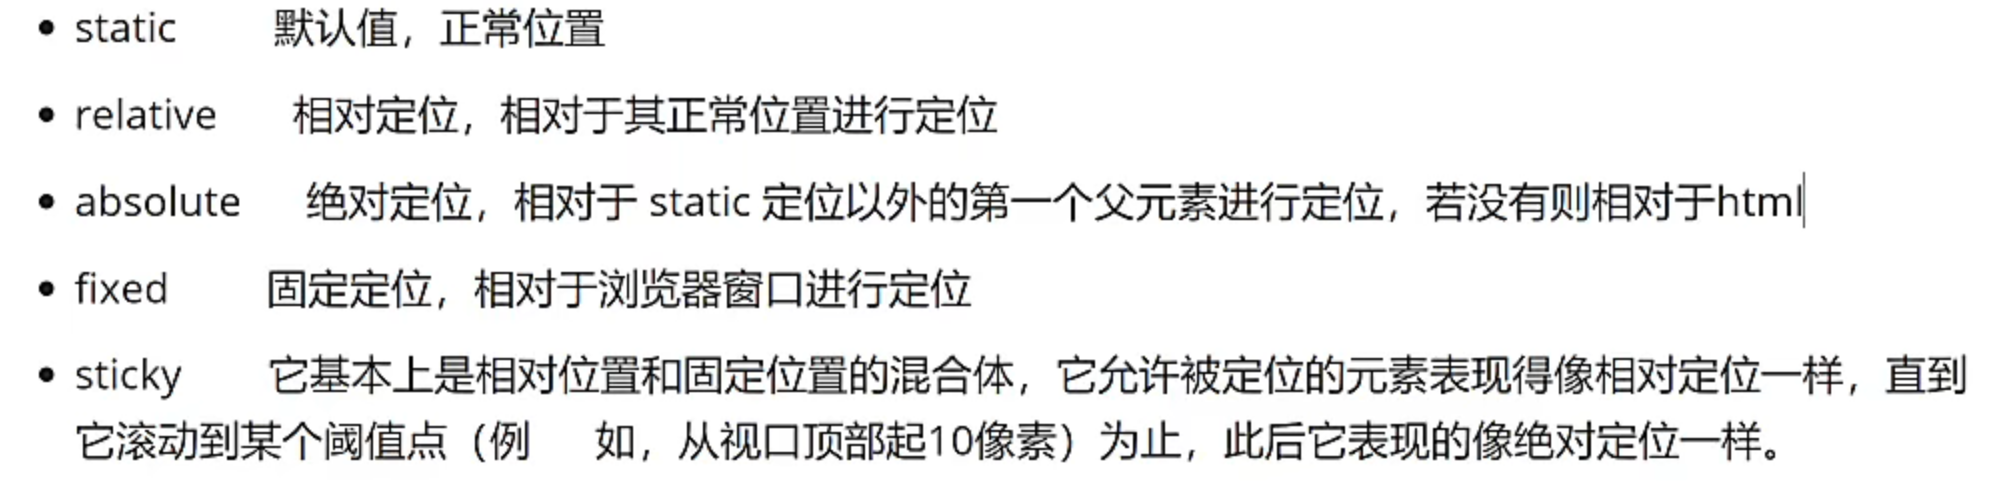 • static 默认值，正常位置
• relative 相对定位，相对于其正常位置进行定位
• absolute 绝对定位，相对于 static 定位以外的第一个父元素进行定位，若没有则相对于html
• fixed 固定定位，相对于浏览器窗口进行定位
• sticky 它基本上是相对位置和固定位置的混合体，它允许被定位的元素表现得像相对定位一样，直到
它滚动到某个阈值点（例 如，从视口顶部起10像素）为止，此后它表现的像绝对定位一样。